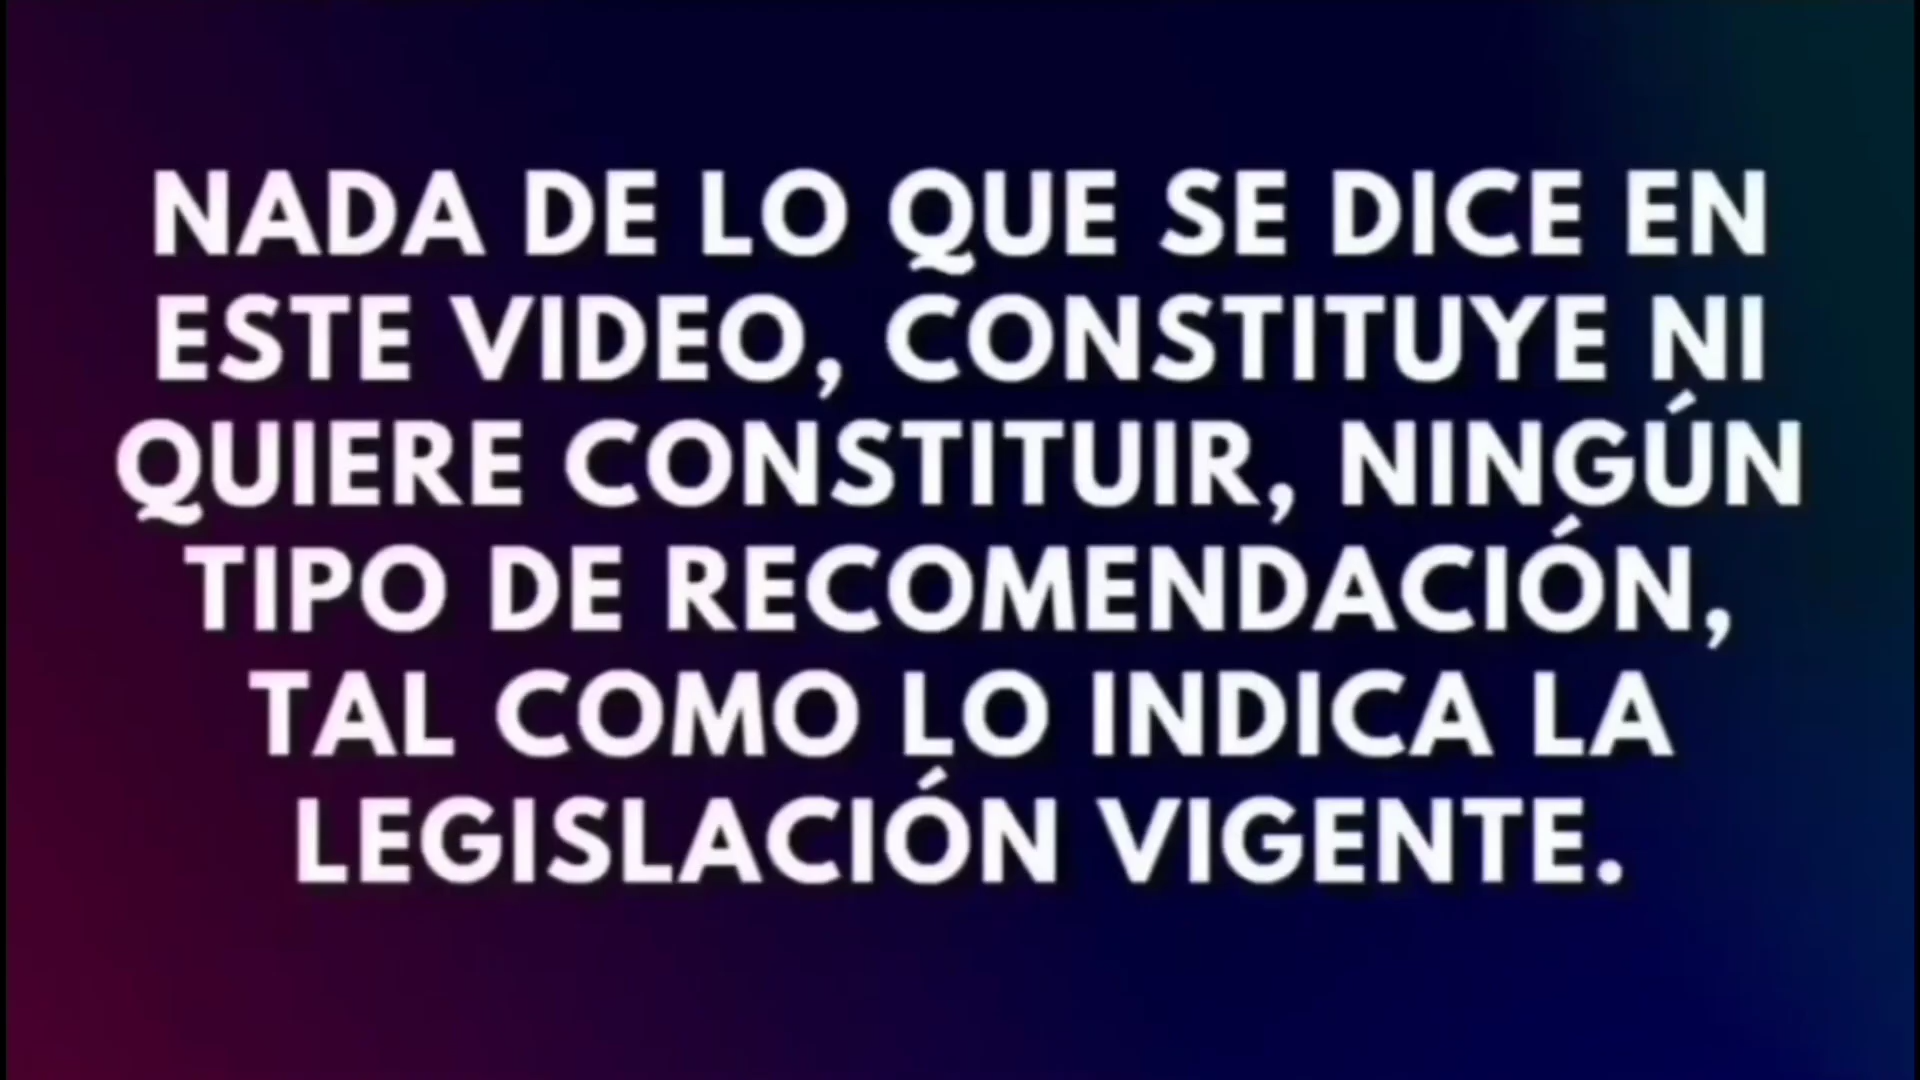 NADA DE LO QUE SE DICE EN
ESTE VIDEO, CONSTITUYE NI
QUIERE CONSTITUIR, NINGÚN
TIPO DE RECOMENDACIÓN,
TAL COMO LO INDICA LA
LEGISLACIÓN VIGENTE.